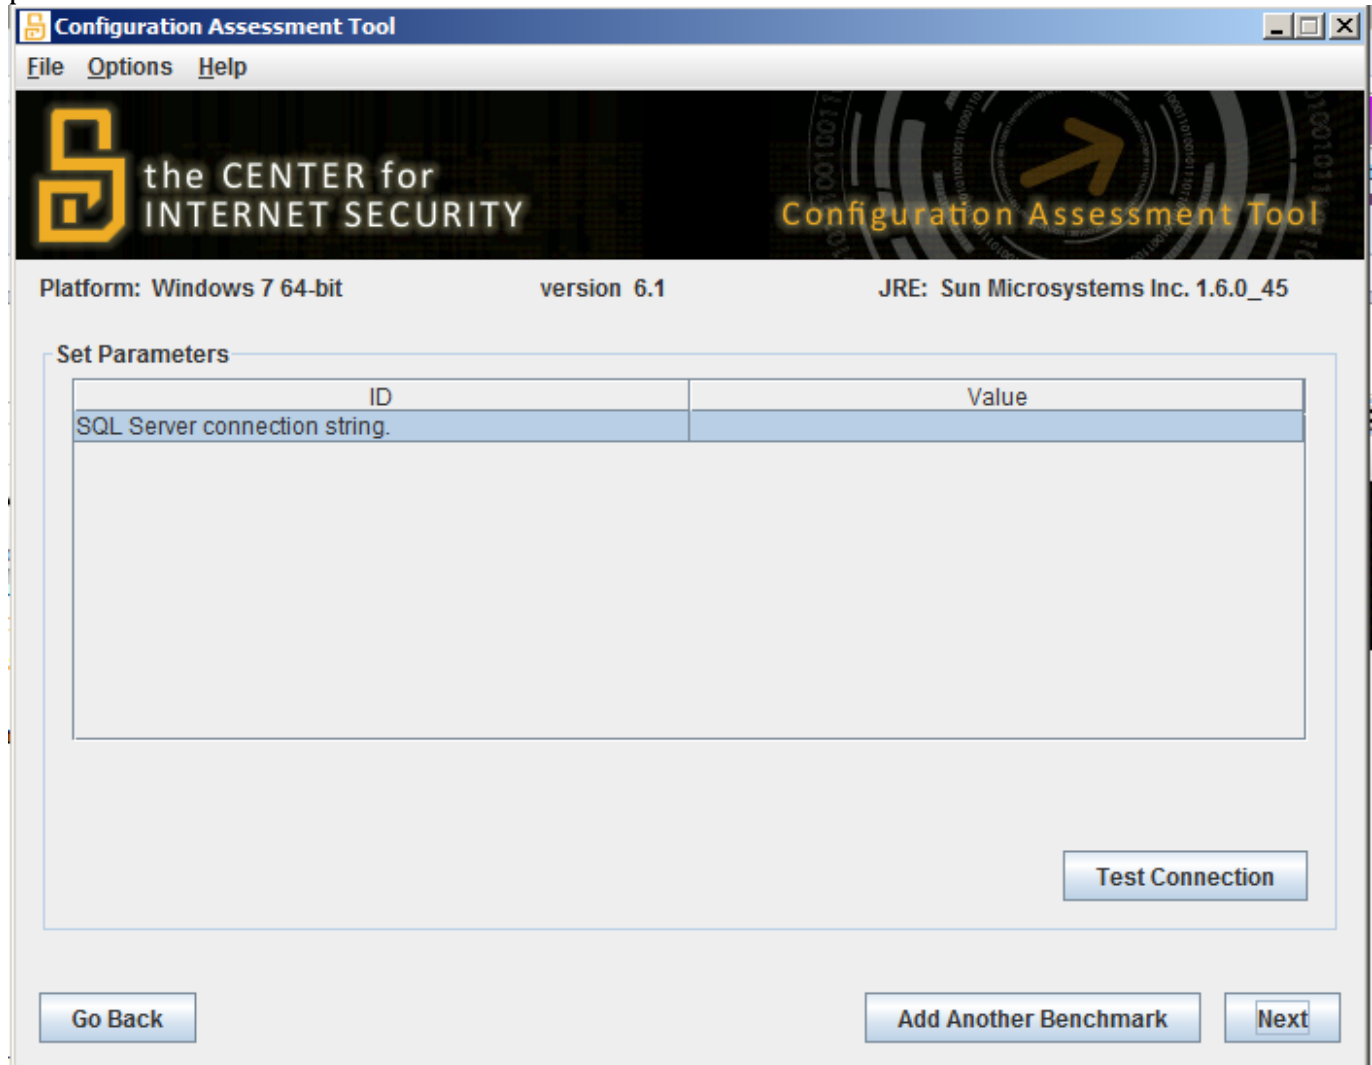 Configuration Assessment Tool
File Options Help
the CENTER for
INTERNET SECURITY
Configuration Assessment Tool
Platform: Windows 7 64-bit version 6.1 JRE: Sun Microsystems Inc. 1.6.0_45
Set Parameters
ID Value
SQL Server connection string.
Test Connection
Go Back Add Another Benchmark Next